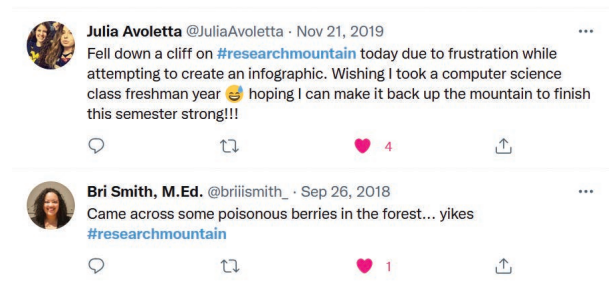 Julia Avoletta @JuliaAvoletta · Nov 21, 2019
Fell down a cliff on #researchmountain today due to frustration while
attempting to create an infographic. Wishing I took a computer science
class freshman year 😅 hoping I can make it back up the mountain to finish
this semester strong!!!
4
Bri Smith, M.Ed. @briiismith_ · Sep 26, 2018
Came across some poisonous berries in the forest... yikes
#researchmountain
1